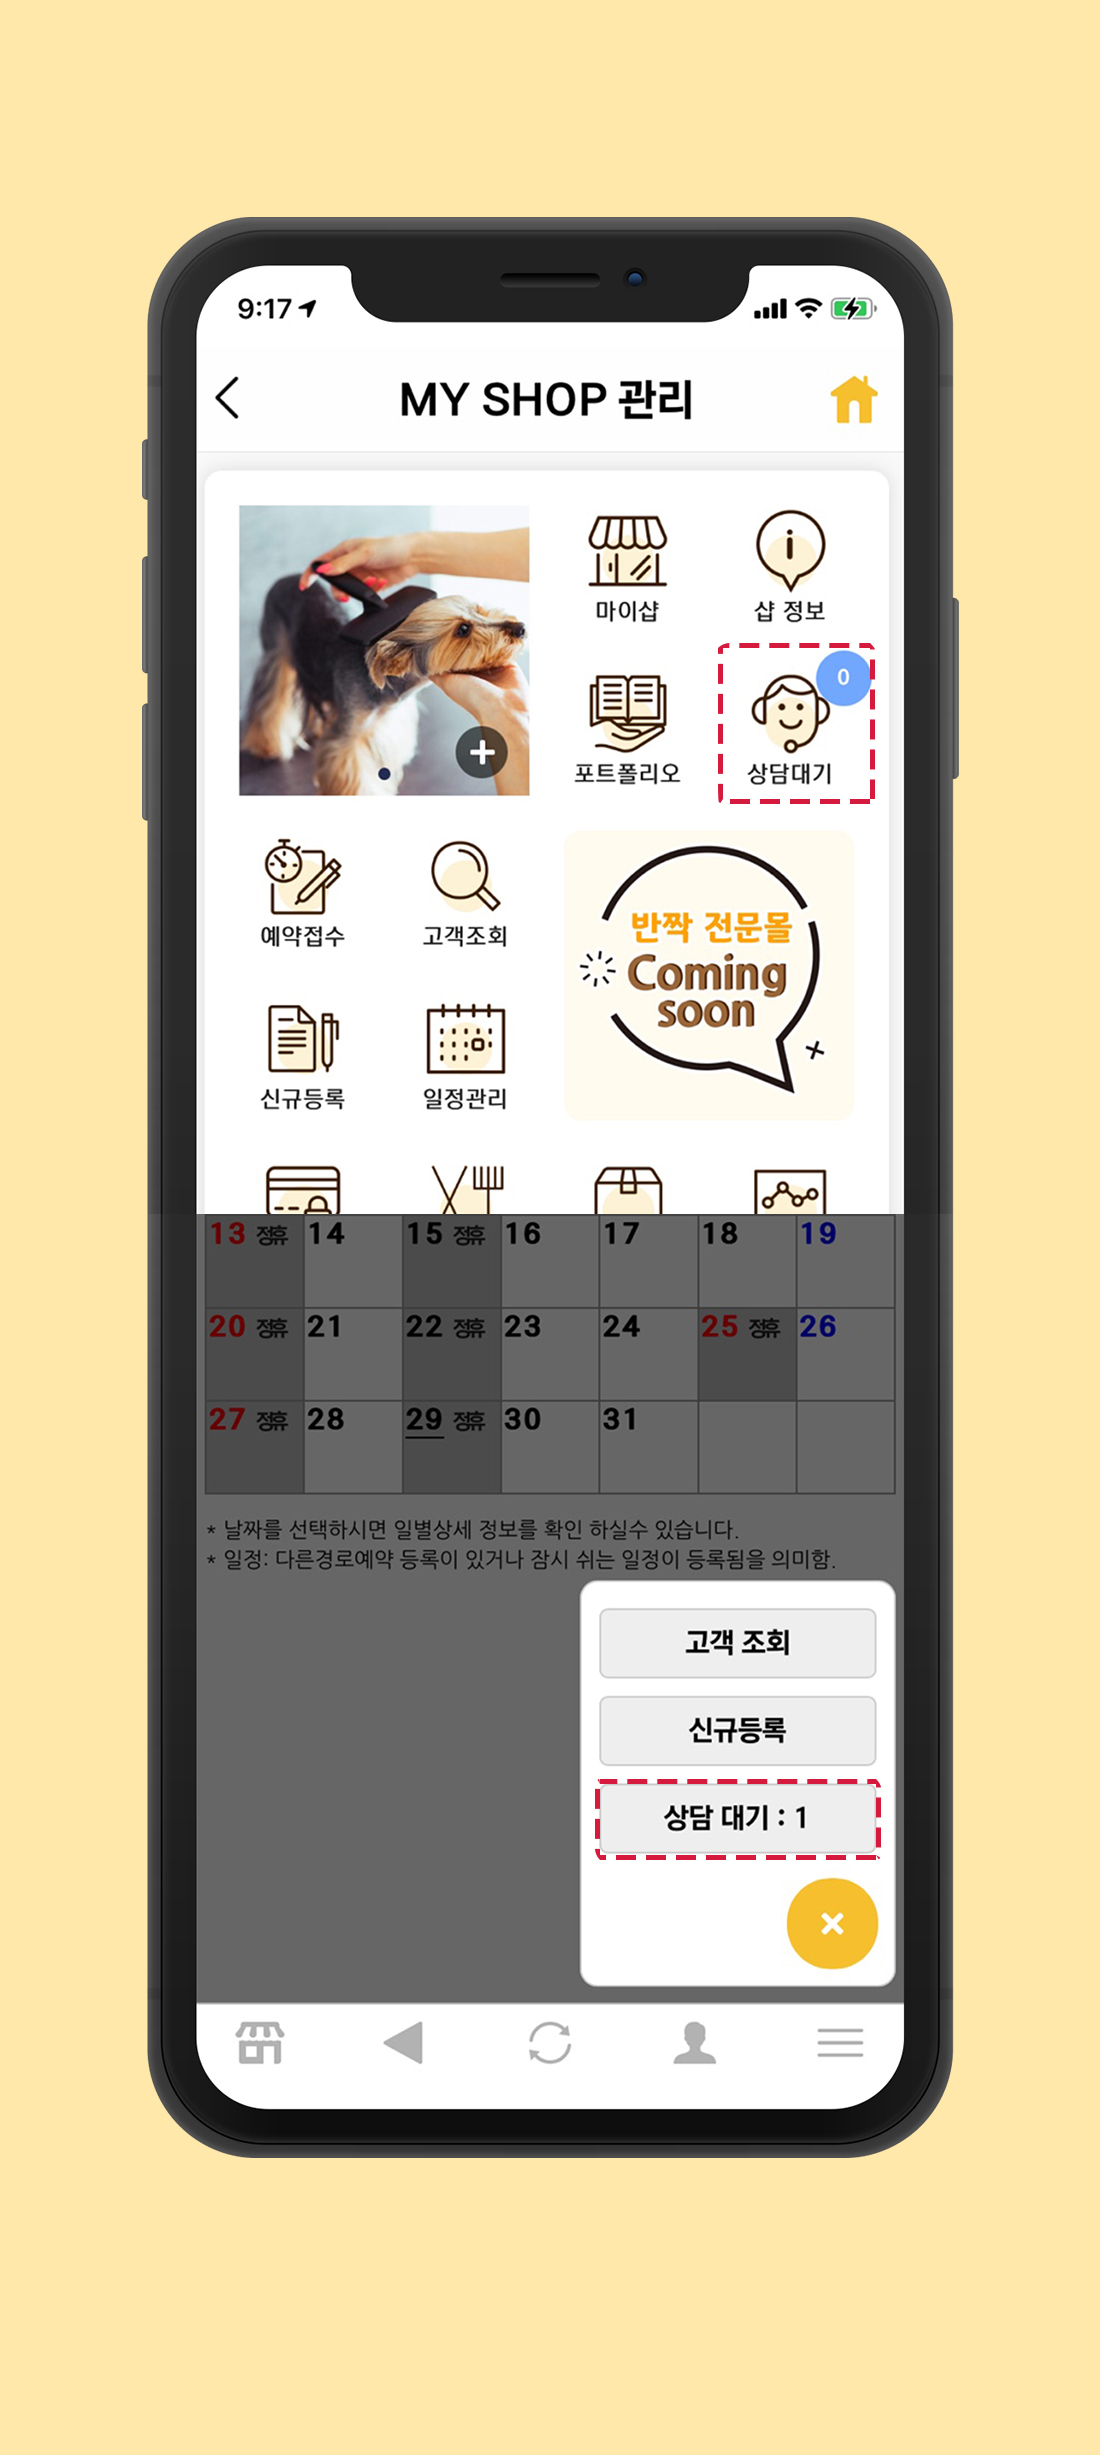 9:17
MY SHOP 관리
마이샵
샵 정보
0
포트폴리오
상담대기
예약접수
고객조회
반짝 전문몰
Coming
soon
신규등록
일정관리
13 정휴 14 15 정휴 16 17 18 19
20 정휴 21 22 정휴 23 24 25 정휴 26
27 정휴 28 29 정휴 30 31
* 날짜를 선택하시면 일별상세 정보를 확인 하실수 있습니다.
* 일정: 다른경로예약 등록이 있거나 잠시 쉬는 일정이 등록됨을 의미함.
고객 조회
신규등록
상담 대기 : 1